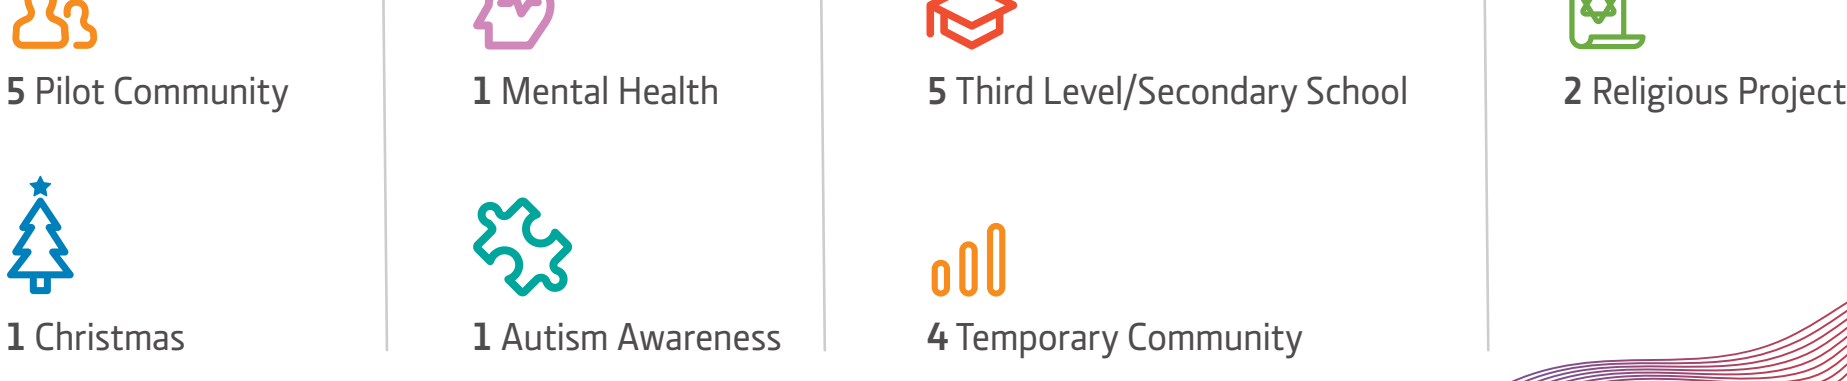 5 Pilot Community
1 Mental Health
5 Third Level/Secondary School
2 Religious Project
1 Christmas
1 Autism Awareness
4 Temporary Community